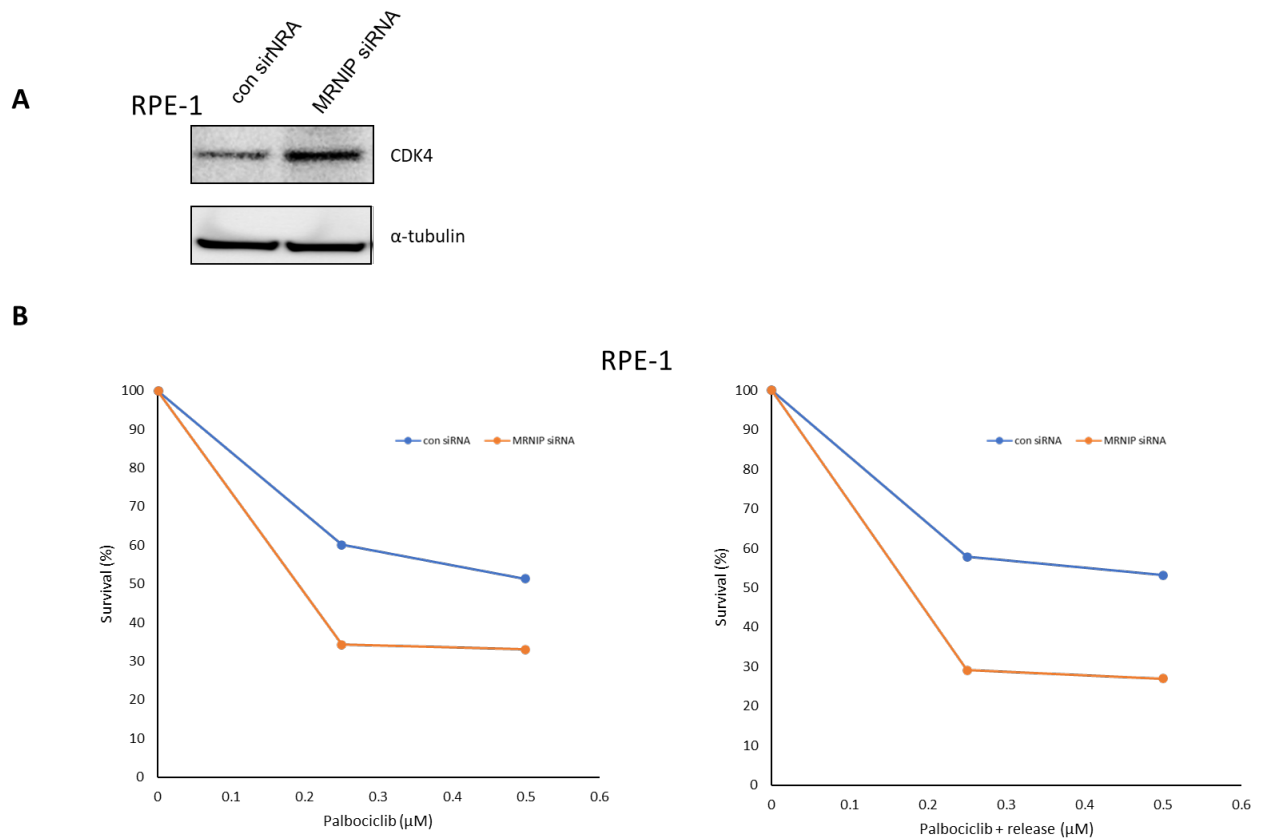 A
RPE-1
con sirNRA
MRNIP siRNA
CDK4
α-tubulin
B
RPE-1
100
90
80
70
60
50
40
30
20
10
0
0 0.1 0.2 0.3 0.4 0.5 0.6
Survival (%)
Palbociclib (μM)
con siRNA MRNIP siRNA
100
90
80
70
60
50
40
30
20
10
0
0 0.1 0.2 0.3 0.4 0.5 0.6
Survival (%)
Palbociclib + release (μM)
con siRNA MRNIP siRNA